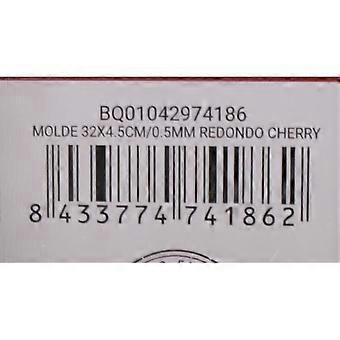 BQ01042974186
MOLDE 32X4.5CM/0.5MM REDONDO CHERRY
8 433774 741862